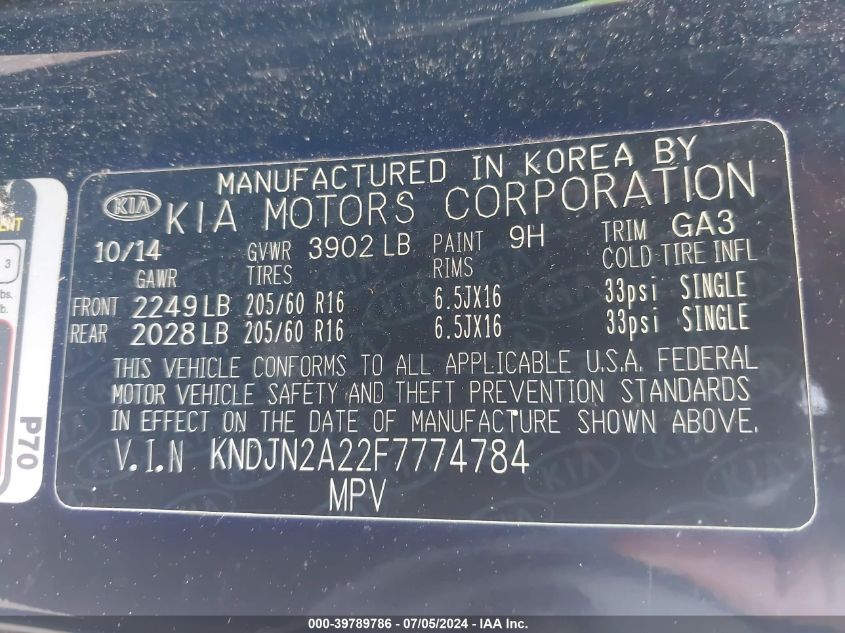 MANUFACTURED IN KOREA BY
KIA KIA MOTORS CORPORATION
10/14 GVWR 3902 LB PAINT 9H TRIM GA3
GAWR TIRES RIMS COLD TIRE INFL
FRONT 2249 LB 205/60 R16 6.5JX16 33psi SINGLE
REAR 2028 LB 205/60 R16 6.5JX16 33psi SINGLE
THIS VEHICLE CONFORMS TO ALL APPLICABLE U.S.A. FEDERAL
MOTOR VEHICLE SAFETY AND THEFT PREVENTION STANDARDS
IN EFFECT ON THE DATE OF MANUFACTURE SHOWN ABOVE.
V.I.N KNDJN2A22F7774784
MPV
3
P70
000-39789786 - 07/05/2024 - IAA Inc.